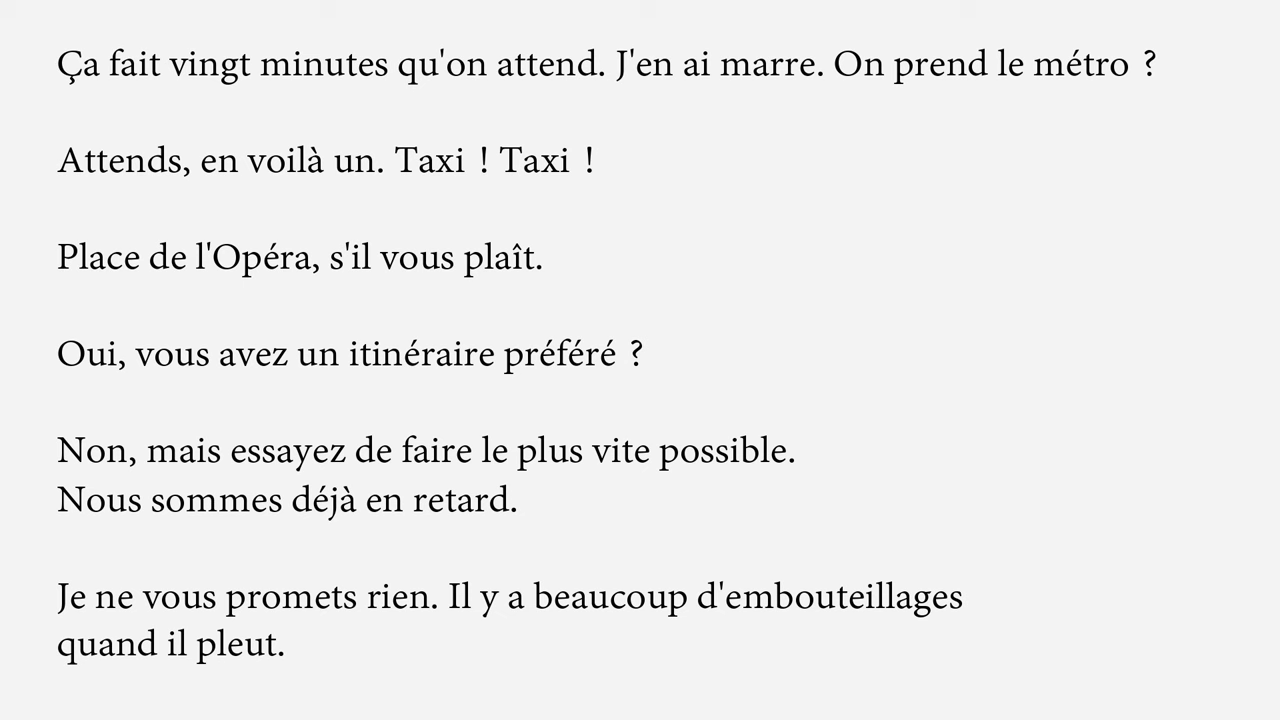 Ça fait vingt minutes qu'on attend. J'en ai marre. On prend le métro ?
Attends, en voilà un. Taxi ! Taxi !
Place de l'Opéra, s'il vous plaît.
Oui, vous avez un itinéraire préféré ?
Non, mais essayez de faire le plus vite possible.
Nous sommes déjà en retard.
Je ne vous promets rien. Il y a beaucoup d'embouteillages
quand il pleut.